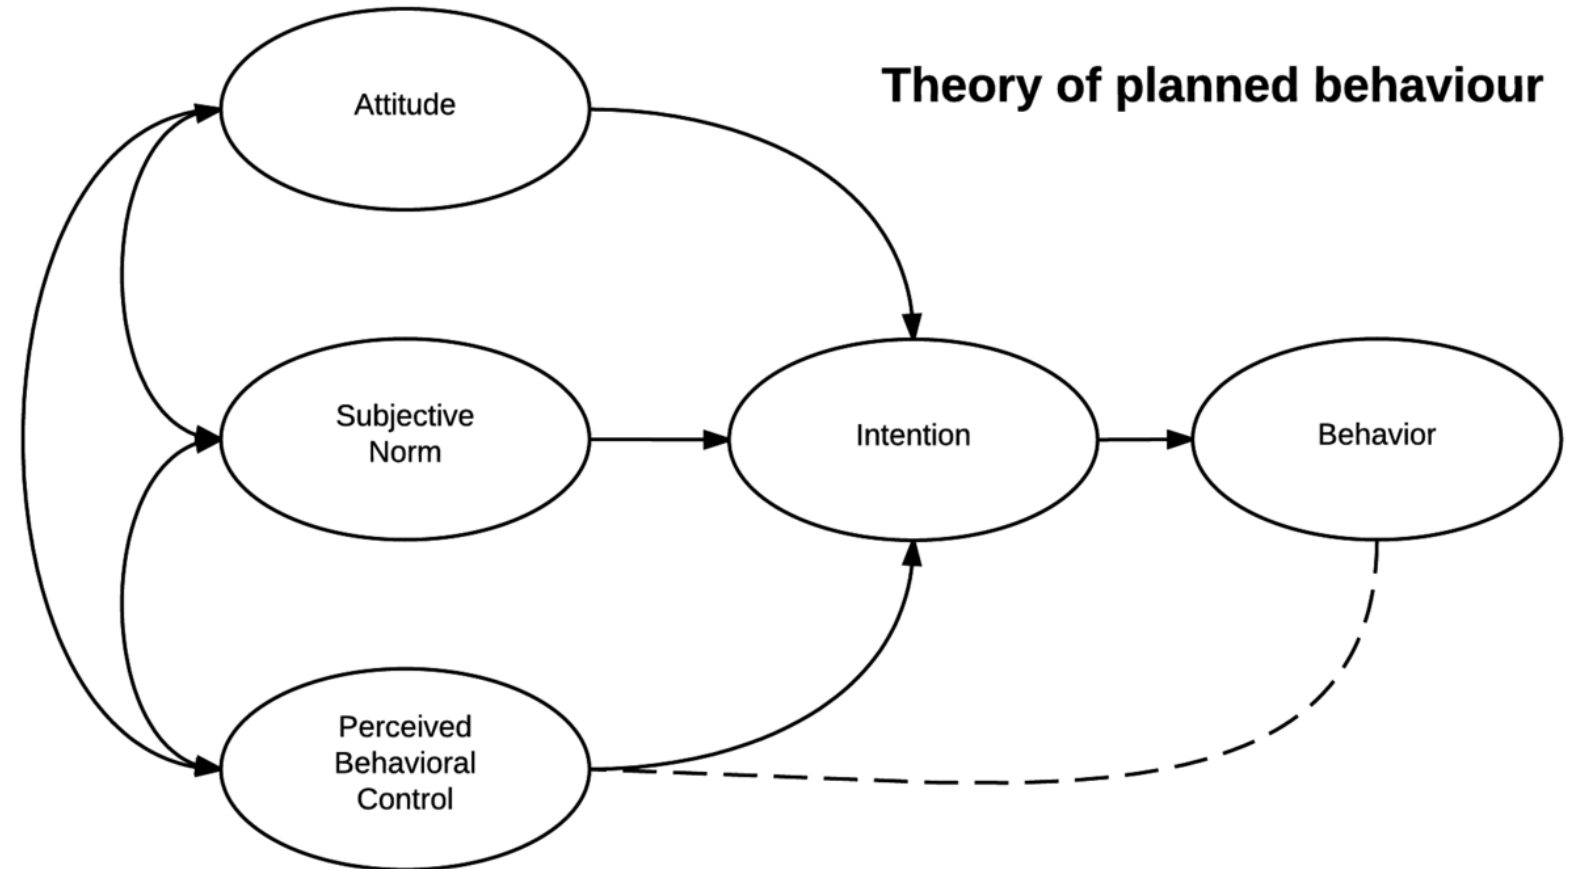 Theory of planned behaviour
Attitude
Subjective
Norm
Intention
Behavior
Perceived
Behavioral
Control